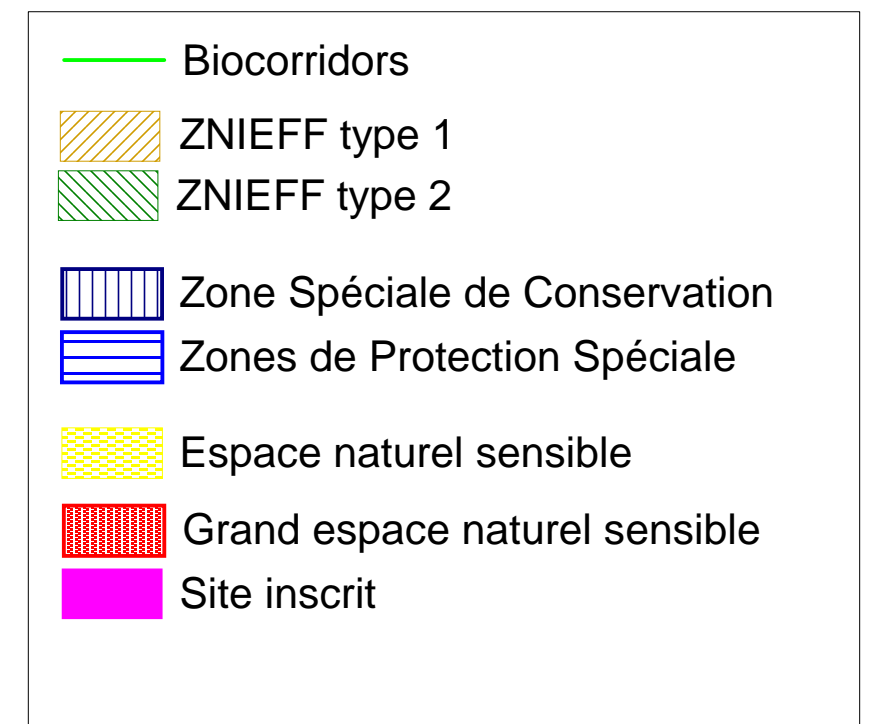 Biocorridors
ZNIEFF type 1
ZNIEFF type 2
Zone Spéciale de Conservation
Zones de Protection Spéciale
Espace naturel sensible
Grand espace naturel sensible
Site inscrit